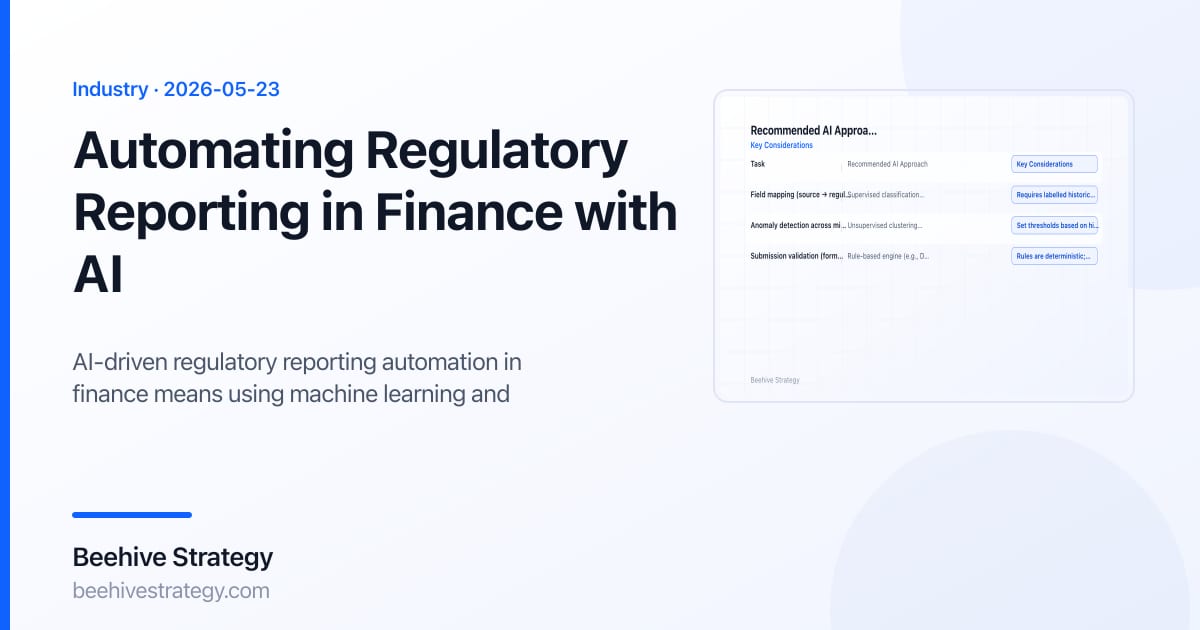 Industry · 2026-05-23
Automating Regulatory
Reporting in Finance with
AI
AI-driven regulatory reporting automation in
finance means using machine learning and
Beehive Strategy
beehivestrategy.com
Recommended AI Approa...
Key Considerations
Task Recommended AI Approach Key Considerations
Field mapping (source → regul... Supervised classification... Requires labelled historic...
Anomaly detection across mi... Unsupervised clustering... Set thresholds based on hi...
Submission validation (form... Rule-based engine (e.g., D... Rules are deterministic;...
Beehive Strategy